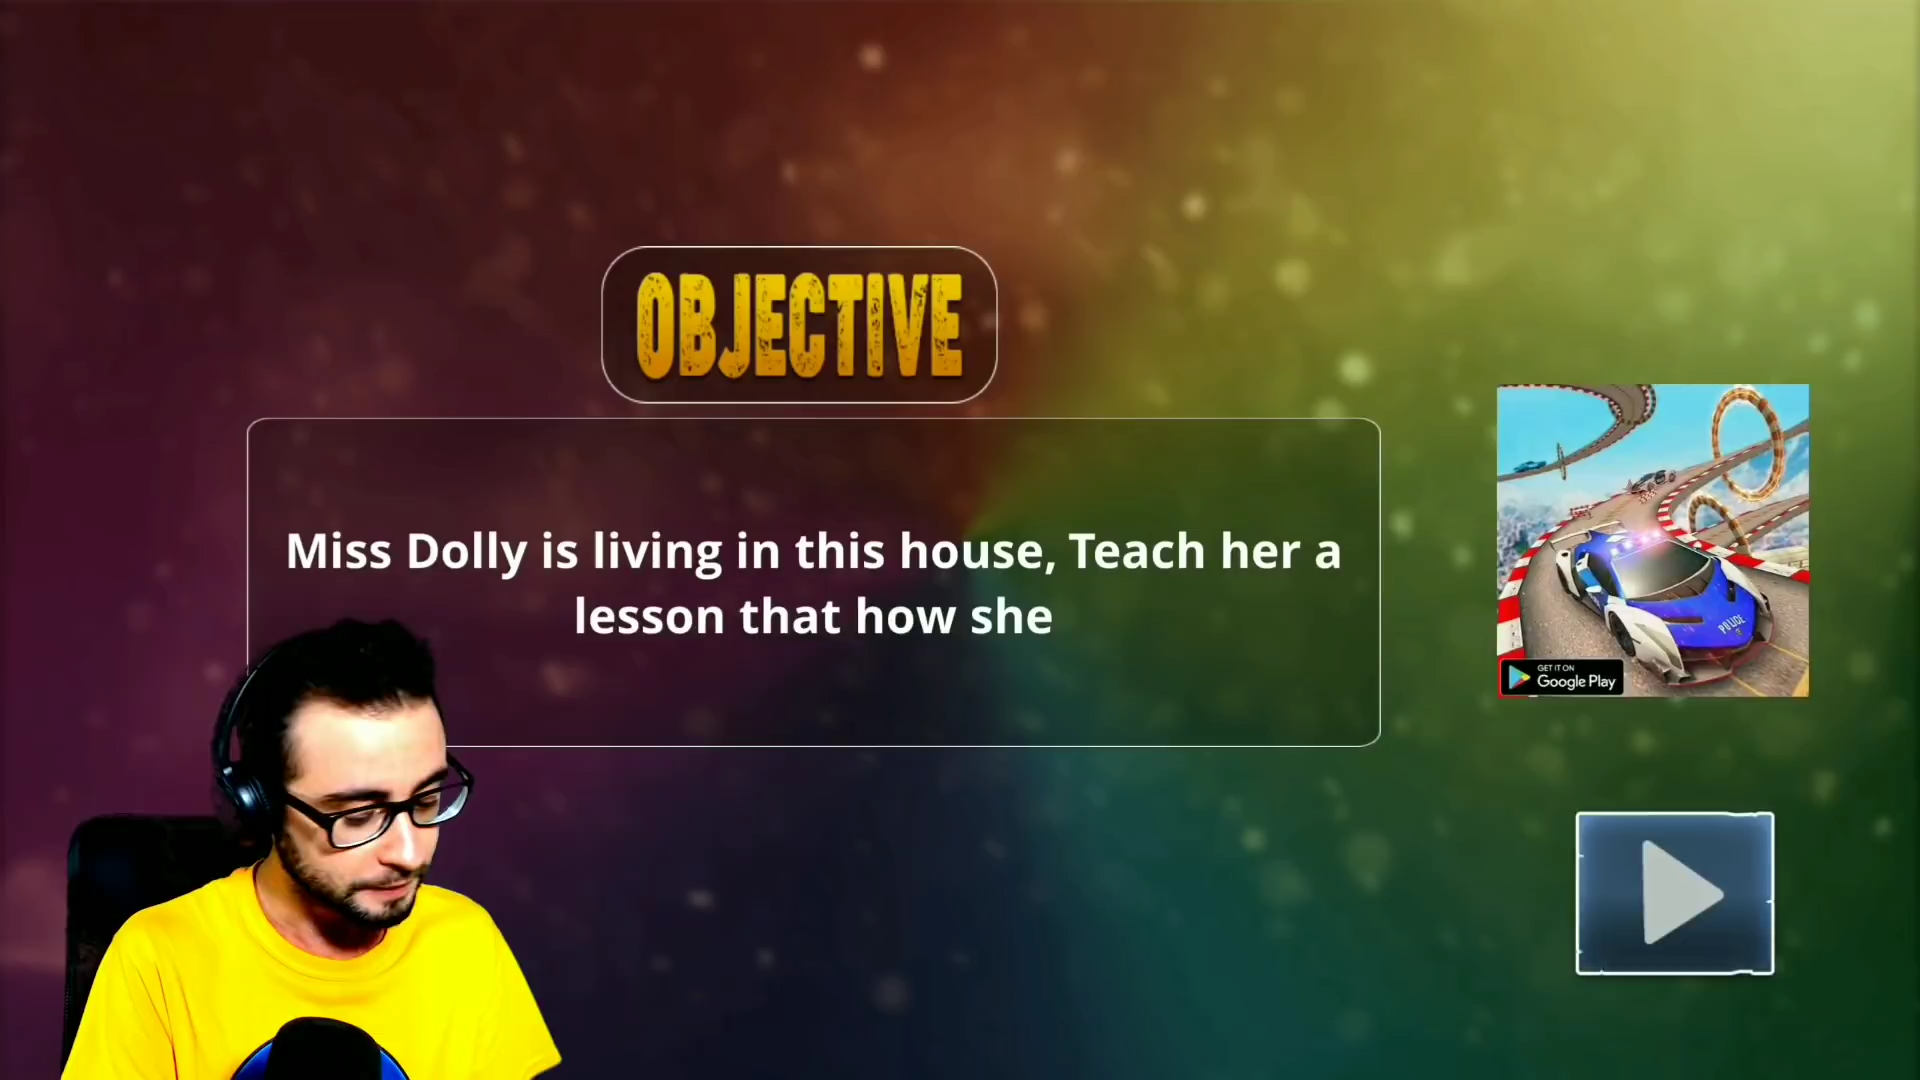 OBJECTIVE
Miss Dolly is living in this house, Teach her a
lesson that how she
POLICE
GET IT ON
Google Play